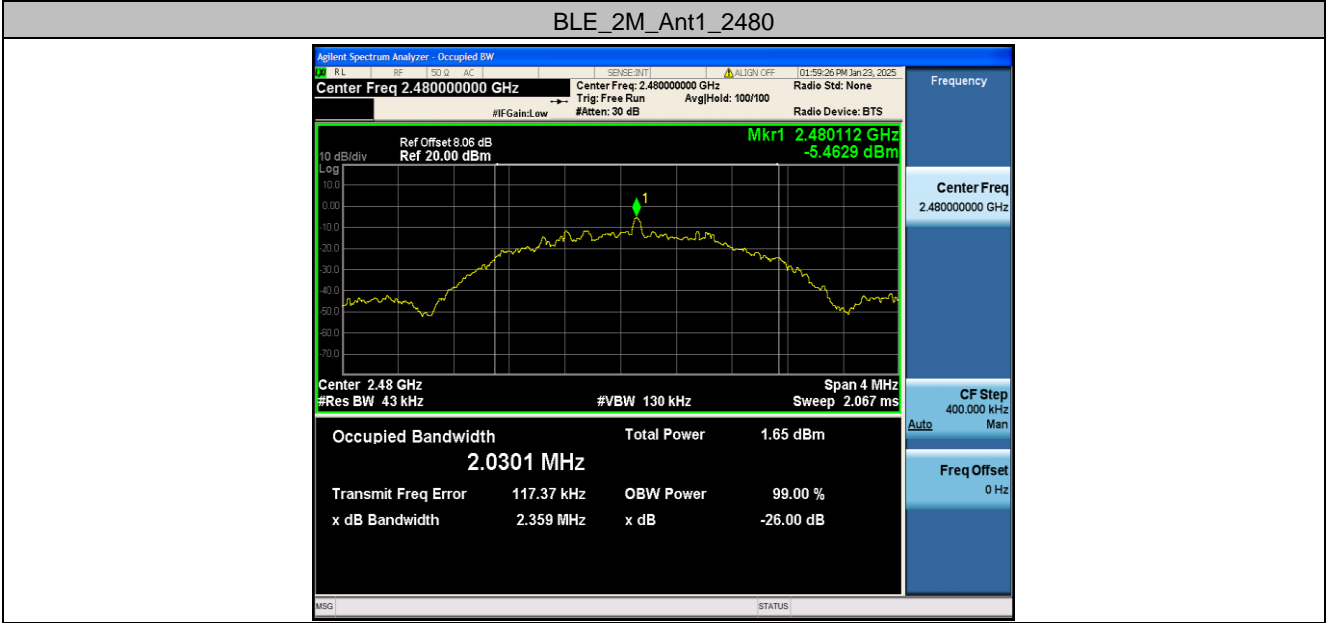 BLE_2M_Ant1_2480
Agilent Spectrum Analyzer - Occupied BW
RL RF 50 Ω AC SENSE:INT ALIGN OFF 01:59:26 PM Jan 23, 2025
Center Freq 2.480000000 GHz
Center Freq: 2.480000000 GHz Radio Std: None
Trig: Free Run Avg|Hold: 100/100
#IFGain:Low #Atten: 30 dB Radio Device: BTS
Ref Offset 8.06 dB Mkr1 2.480112 GHz
10 dB/div Ref 20.00 dBm -5.4629 dBm
Log
10.0
0.00
-10.0
-20.0
-30.0
-40.0
-50.0
-60.0
-70.0
1
Center 2.48 GHz Span 4 MHz
#Res BW 43 kHz #VBW 130 kHz Sweep 2.067 ms
Occupied Bandwidth Total Power 1.65 dBm
2.0301 MHz
Transmit Freq Error 117.37 kHz OBW Power 99.00 %
x dB Bandwidth 2.359 MHz x dB -26.00 dB
Frequency
Center Freq
2.480000000 GHz
CF Step
400.000 kHz
Auto Man
Freq Offset
0 Hz
MSG STATUS